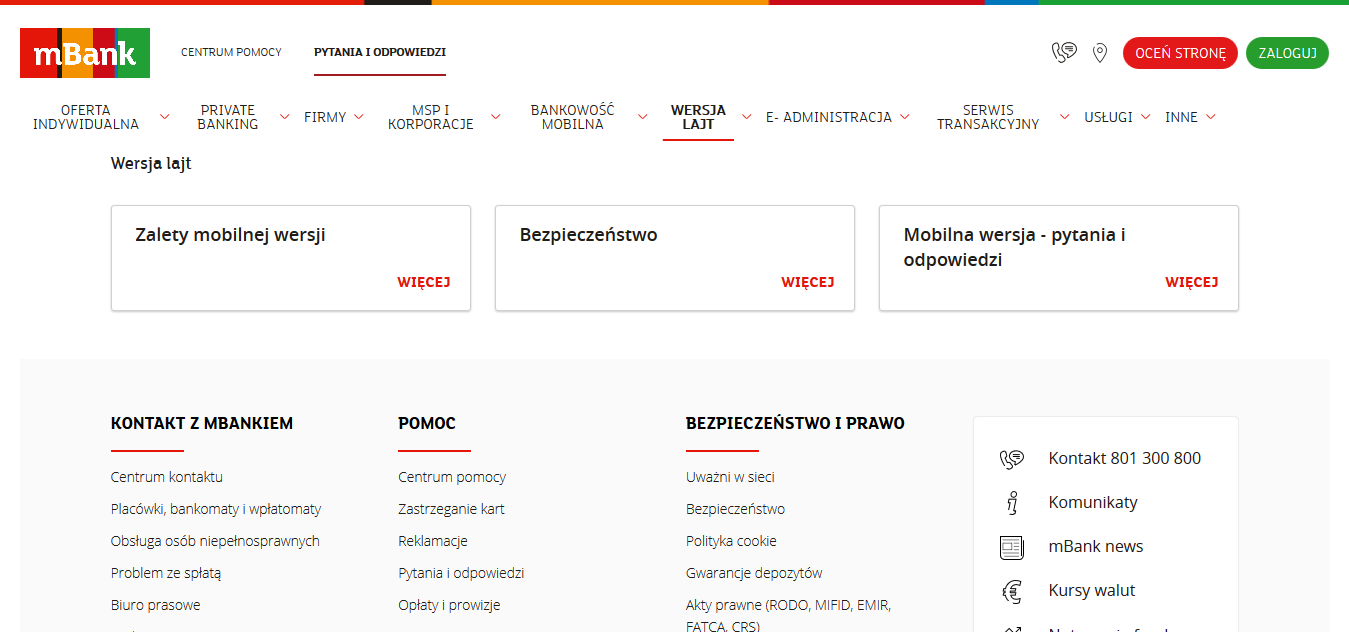 mBank
CENTRUM POMOCY
PYTANIA I ODPOWIEDZI
OCEŃ STRONĘ
ZALOGUJ
OFERTA
INDYWIDUALNA
PRIVATE
BANKING
FIRMY
MSP I
KORPORACJE
BANKOWOŚĆ
MOBILNA
WERSJA
LAJT
E- ADMINISTRACJA
SERWIS
TRANSAKCYJNY
USŁUGI
INNE
Wersja lajt
Zalety mobilnej wersji
WIĘCEJ
Bezpieczeństwo
WIĘCEJ
Mobilna wersja - pytania i
odpowiedzi
WIĘCEJ
KONTAKT Z MBANKIEM
Centrum kontaktu
Placówki, bankomaty i wpłatomaty
Obsługa osób niepełnosprawnych
Problem ze spłatą
Biuro prasowe
POMOC
Centrum pomocy
Zastrzeganie kart
Reklamacje
Pytania i odpowiedzi
Opłaty i prowizje
BEZPIECZEŃSTWO I PRAWO
Uważni w sieci
Bezpieczeństwo
Polityka cookie
Gwarancje depozytów
Akty prawne (RODO, MIFID, EMIR,
FATCA, CRS)
Kontakt 801 300 800
Komunikaty
mBank news
Kursy walut